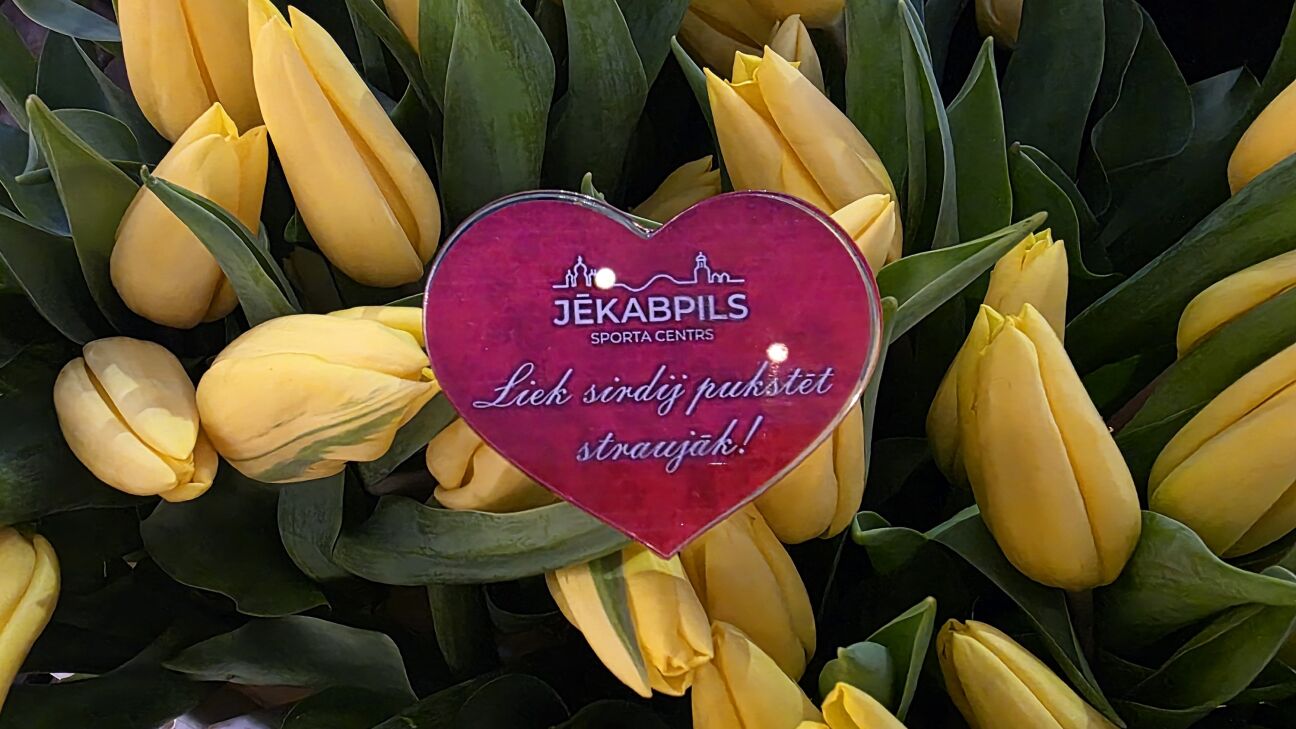 JĒKABPILS
SPORTA CENTRS
Liek sirdij pukstēt
straujāk!